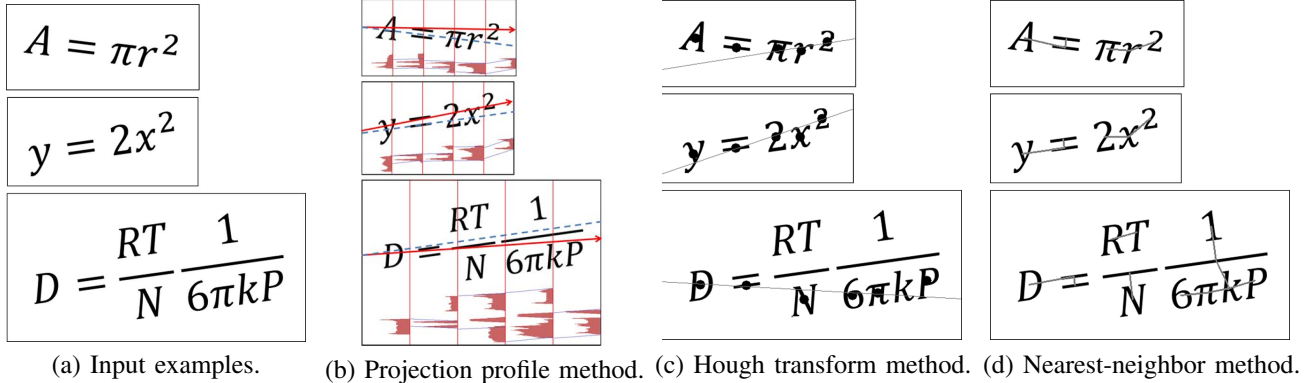 A = πr²
y = 2x²
D = RT/N 1/6πkP
(a) Input examples.
A = πr²
y = 2x²
D = RT/N 1/6πkP
(b) Projection profile method.
A = πr²
y = 2x²
D = RT/N 1/6πkP
(c) Hough transform method.
A = πr²
y = 2x²
D = RT/N 1/6πkP
(d) Nearest-neighbor method.